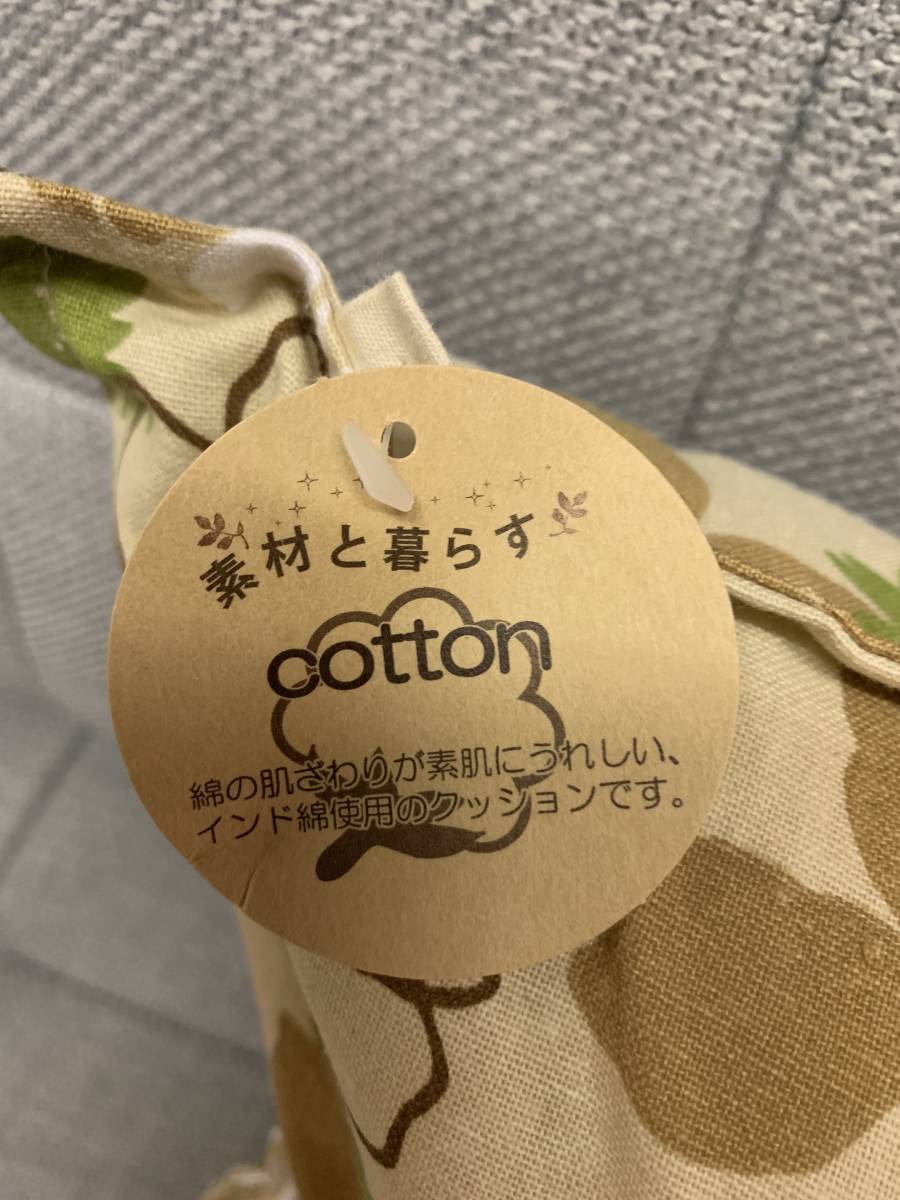 素材と暮らす
cotton
綿の肌ざわりが素肌にうれしい、
インド綿使用のクッションです。